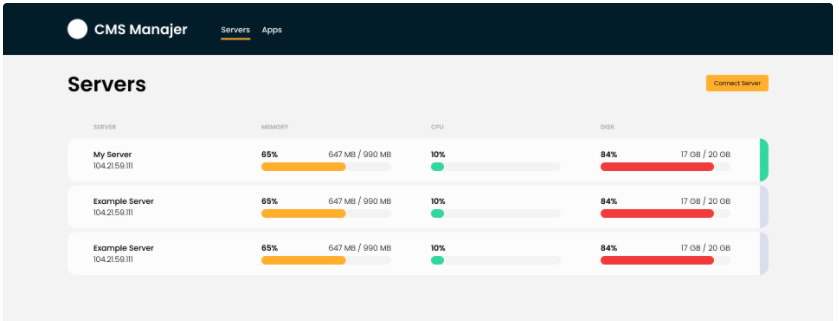 CMS Manajer Servers Apps
Servers
Connect Server
SERVER MEMORY CPU DISK
My Server 65% 647 MB / 990 MB 10% 84% 17 GB / 20 GB
104.21.59.111
Example Server 65% 647 MB / 990 MB 10% 84% 17 GB / 20 GB
104.21.59.111
Example Server 65% 647 MB / 990 MB 10% 84% 17 GB / 20 GB
104.21.59.111